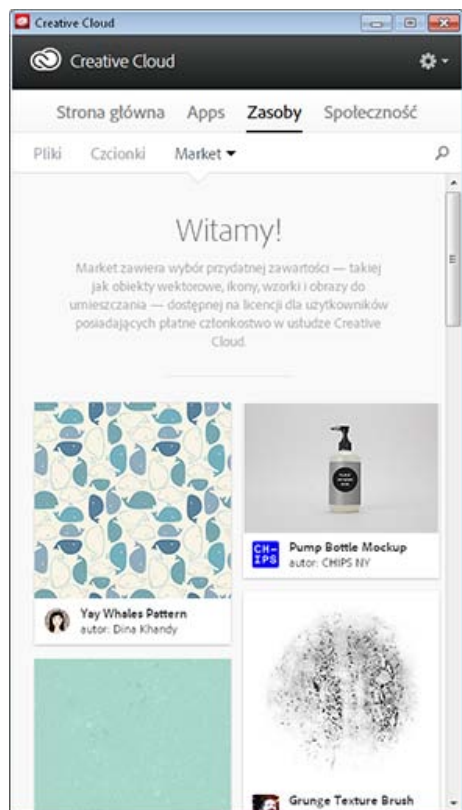 Creative Cloud
Creative Cloud
Strona główna Apps Zasoby Społeczność
Pliki Czcionki Market
Witamy!
Market zawiera wybór przydatnej zawartości — takiej
jak obiekty wektorowe, ikony, wzorki i obrazy do
umieszczania — dostępnej na licencji dla użytkowników
posiadających płatne członkostwo w usłudze Creative
Cloud.
CH-
IPS
Pump Bottle Mockup
autor: CHIPS NY
Yay Whales Pattern
autor: Dina Khandy
Grunge Texture Brush